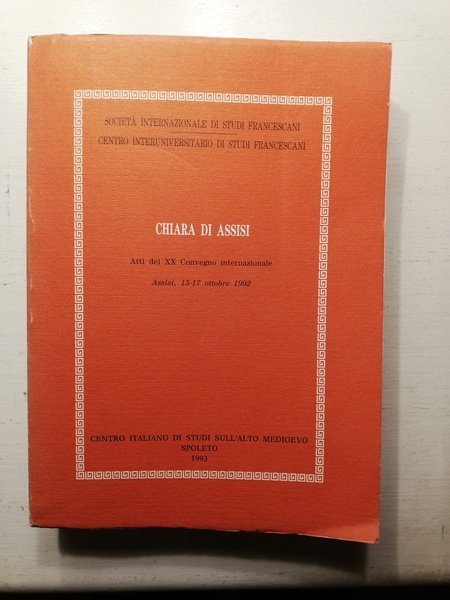 SOCIETÀ INTERNAZIONALE DI STUDI FRANCESCANI
CENTRO INTERUNIVERSITARIO DI STUDI FRANCESCANI
CHIARA DI ASSISI
Atti del XX Convegno internazionale
Assisi, 15-17 ottobre 1992
CENTRO ITALIANO DI STUDI SULL'ALTO MEDIOEVO
SPOLETO
1993